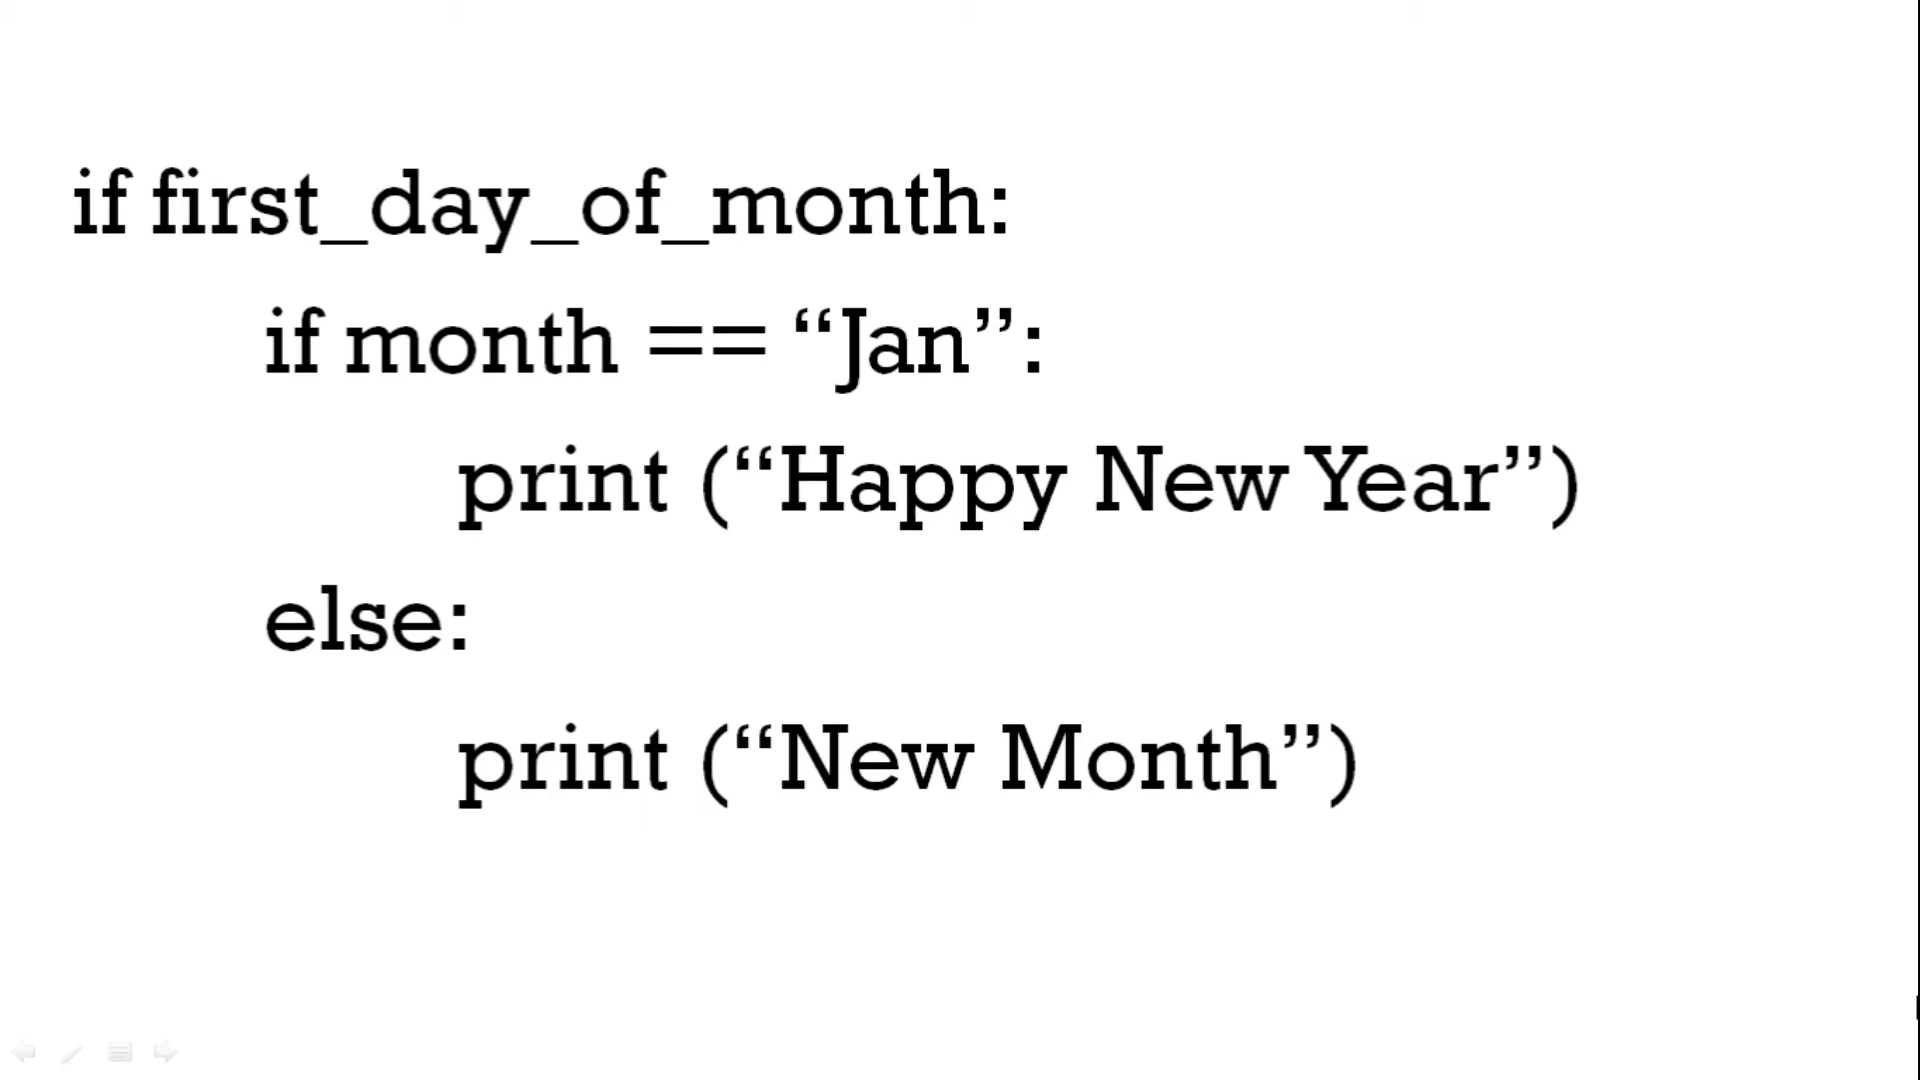 if first_day_of_month:
if month == “Jan”:
print (“Happy New Year”)
else:
print (“New Month”)